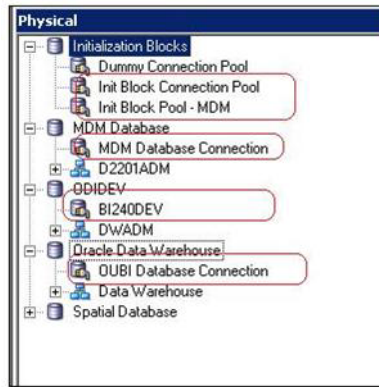 Physical
Initialization Blocks
Dummy Connection Pool
Init Block Connection Pool
Init Block Pool - MDM
MDM Database
MDM Database Connection
D2201ADM
ODIDEV
BI240DEV
DWADM
Oracle Data Warehouse
OUBI Database Connection
Data Warehouse
Spatial Database